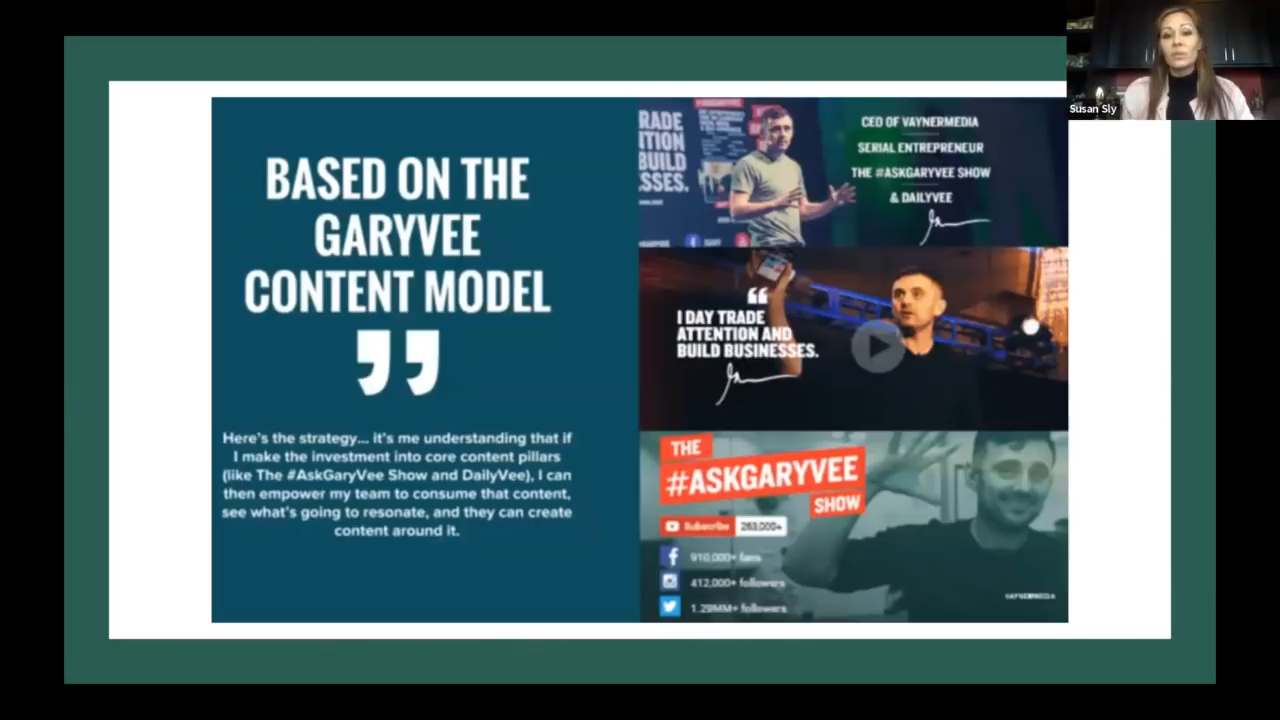 BASED ON THE
GARYVEE
CONTENT MODEL
”
Here's the strategy... it's me understanding that if
I make the investment into core content pillars
(like The #AskGaryVee Show and DailyVee), I can
then empower my team to consume that content,
see what's going to resonate, and they can create
content around it.
RADE
BUILD
SSES.
CEO OF VAYNERMEDIA
SERIAL ENTREPRENEUR
THE #ASKGARYVEE SHOW
& DAILYVEE
“
I DAY TRADE
ATTENTION AND
BUILD BUSINESSES.
THE
#ASKGARYVEE
SHOW
Subscribe 263,000+
910,000+ fans
412,000+ followers
1.29MM+ followers
VAYNERMEDIA
Susan Sly